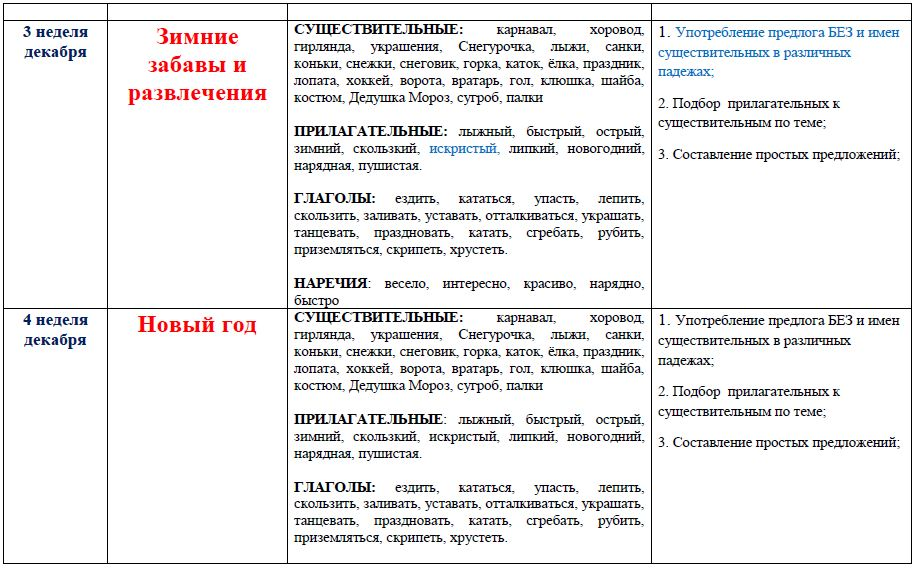 3 неделя
декабря
Зимние
забавы и
развлечения
СУЩЕСТВИТЕЛЬНЫЕ: карнавал, хоровод,
гирлянда, украшения, Снегурочка, лыжи, санки,
коньки, снежки, снеговик, горка, каток, ёлка, праздник,
лопата, хоккей, ворота, вратарь, гол, клюшка, шайба,
костюм, Дедушка Мороз, сугроб, палки
ПРИЛАГАТЕЛЬНЫЕ: лыжный, быстрый, острый,
зимний, скользкий, искристый, липкий, новогодний,
нарядная, пушистая.
ГЛАГОЛЫ: ездить, кататься, упасть, лепить,
скользить, заливать, уставать, отталкиваться, украшать,
танцевать, праздновать, катать, сгребать, рубить,
приземляться, скрипеть, хрустеть.
НАРЕЧИЯ: весело, интересно, красиво, нарядно,
быстро
1. Употребление предлога БЕЗ и имен
существительных в различных
падежах;
2. Подбор прилагательных к
существительным по теме;
3. Составление простых предложений;
4 неделя
декабря
Новый год
СУЩЕСТВИТЕЛЬНЫЕ: карнавал, хоровод,
гирлянда, украшения, Снегурочка, лыжи, санки,
коньки, снежки, снеговик, горка, каток, ёлка, праздник,
лопата, хоккей, ворота, вратарь, гол, клюшка, шайба,
костюм, Дедушка Мороз, сугроб, палки
ПРИЛАГАТЕЛЬНЫЕ: лыжный, быстрый, острый,
зимний, скользкий, искристый, липкий, новогодний,
нарядная, пушистая.
ГЛАГОЛЫ: ездить, кататься, упасть, лепить,
скользить, заливать, уставать, отталкиваться, украшать,
танцевать, праздновать, катать, сгребать, рубить,
приземляться, скрипеть, хрустеть.
1. Употребление предлога БЕЗ и имен
существительных в различных
падежах;
2. Подбор прилагательных к
существительным по теме;
3. Составление простых предложений;